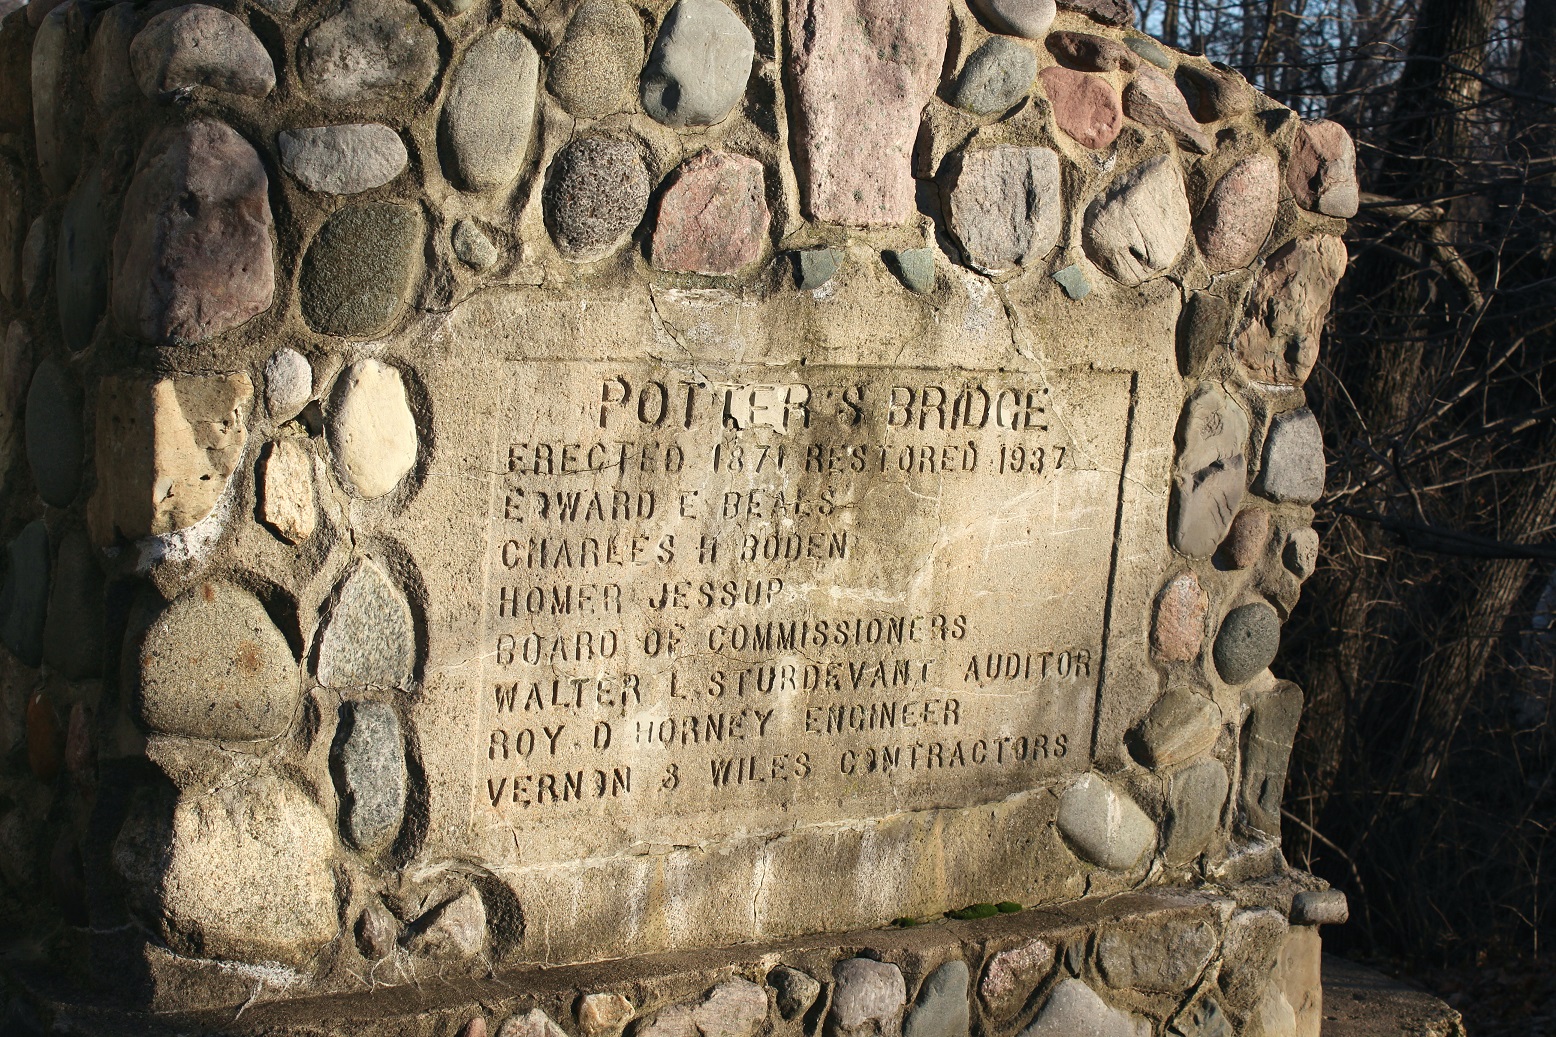 POTTER'S BRIDGE
ERECTED 1871 RESTORED 1937
EDWARD E BEALS
CHARLES H BODEN
HOMER JESSUP
BOARD OF COMMISSIONERS
WALTER L. STURDEVANT AUDITOR
ROY. D HORNEY ENGINEER
VERNON & WILES CONTRACTORS